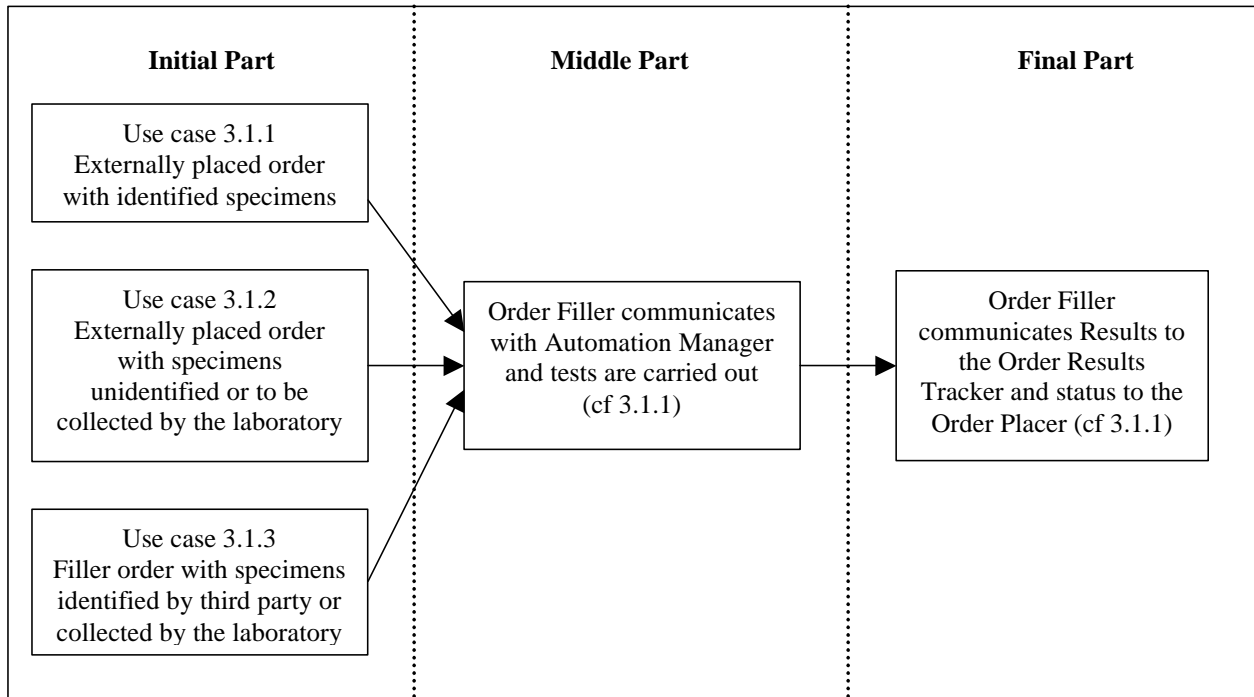 Initial Part
Middle Part
Final Part
Use case 3.1.1
Externally placed order
with identified specimens
Use case 3.1.2
Externally placed order
with specimens
unidentified or to be
collected by the laboratory
Use case 3.1.3
Filler order with specimens
identified by third party or
collected by the laboratory
Order Filler communicates
with Automation Manager
and tests are carried out
(cf 3.1.1)
Order Filler
communicates Results to
the Order Results
Tracker and status to the
Order Placer (cf 3.1.1)